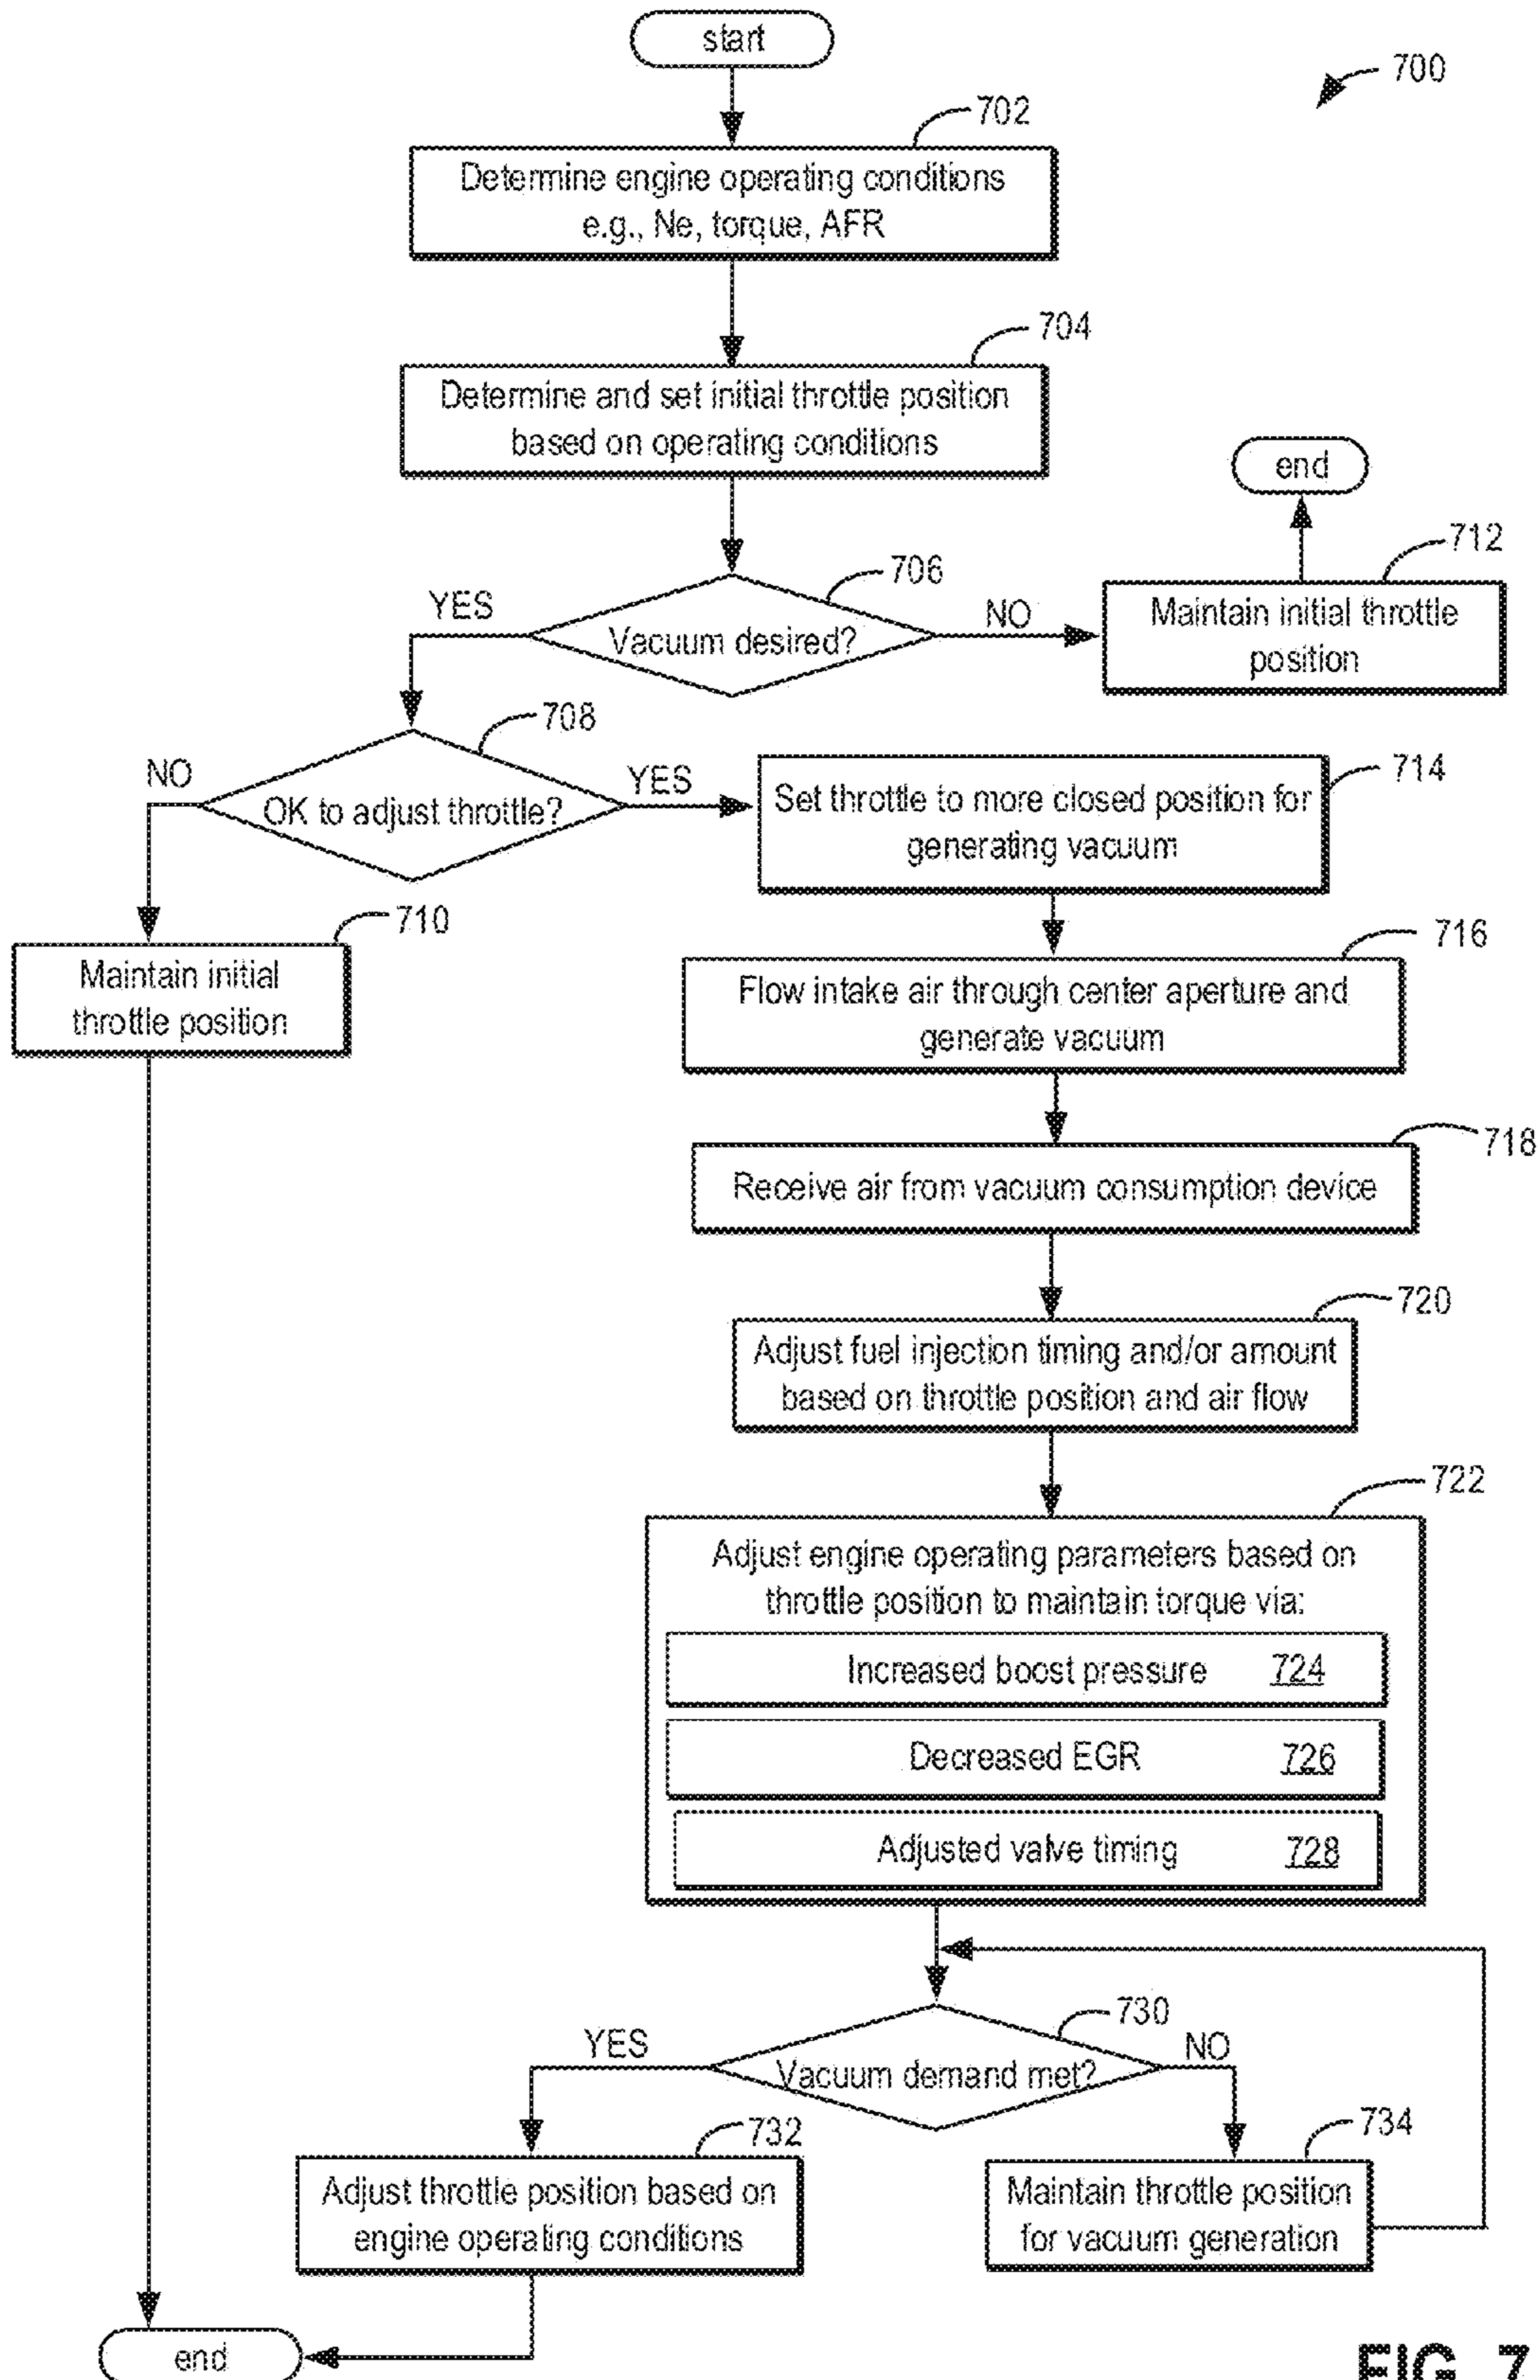 start
700
702
Determine engine operating conditions
e.g., Ne, torque, AFR
704
Determine and set initial throttle position
based on operating conditions
end
712
706
YES
NO
Vacuum desired?
Maintain initial throttle
position
708
NO
YES
OK to adjust throttle?
714
Set throttle to more closed position for
generating vacuum
710
Maintain initial
throttle position
716
Flow intake air through center aperture and
generate vacuum
718
Receive air from vacuum consumption device
720
Adjust fuel injection timing and/or amount
based on throttle position and air flow
722
Adjust engine operating parameters based on
throttle position to maintain torque via:
Increased boost pressure 724
Decreased EGR 726
Adjusted valve timing 728
730
YES
NO
Vacuum demand met?
732
734
Adjust throttle position based on
engine operating conditions
Maintain throttle position
for vacuum generation
end
FIG. 7